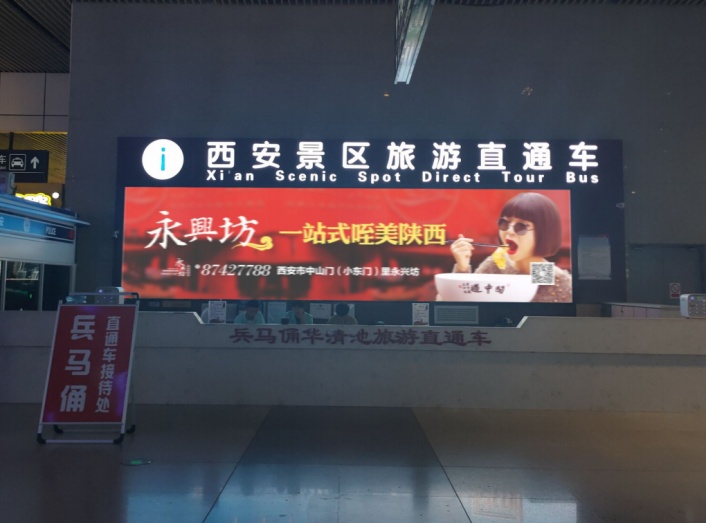 西安景区旅游直通车
Xi'an Scenic Spot Direct Tour Bus
永興坊
一站式咥美陕西
87427788 西安市中山门(小东门)里永兴坊
兵马俑华清池旅游直通车
兵马俑
直通车接待处
车